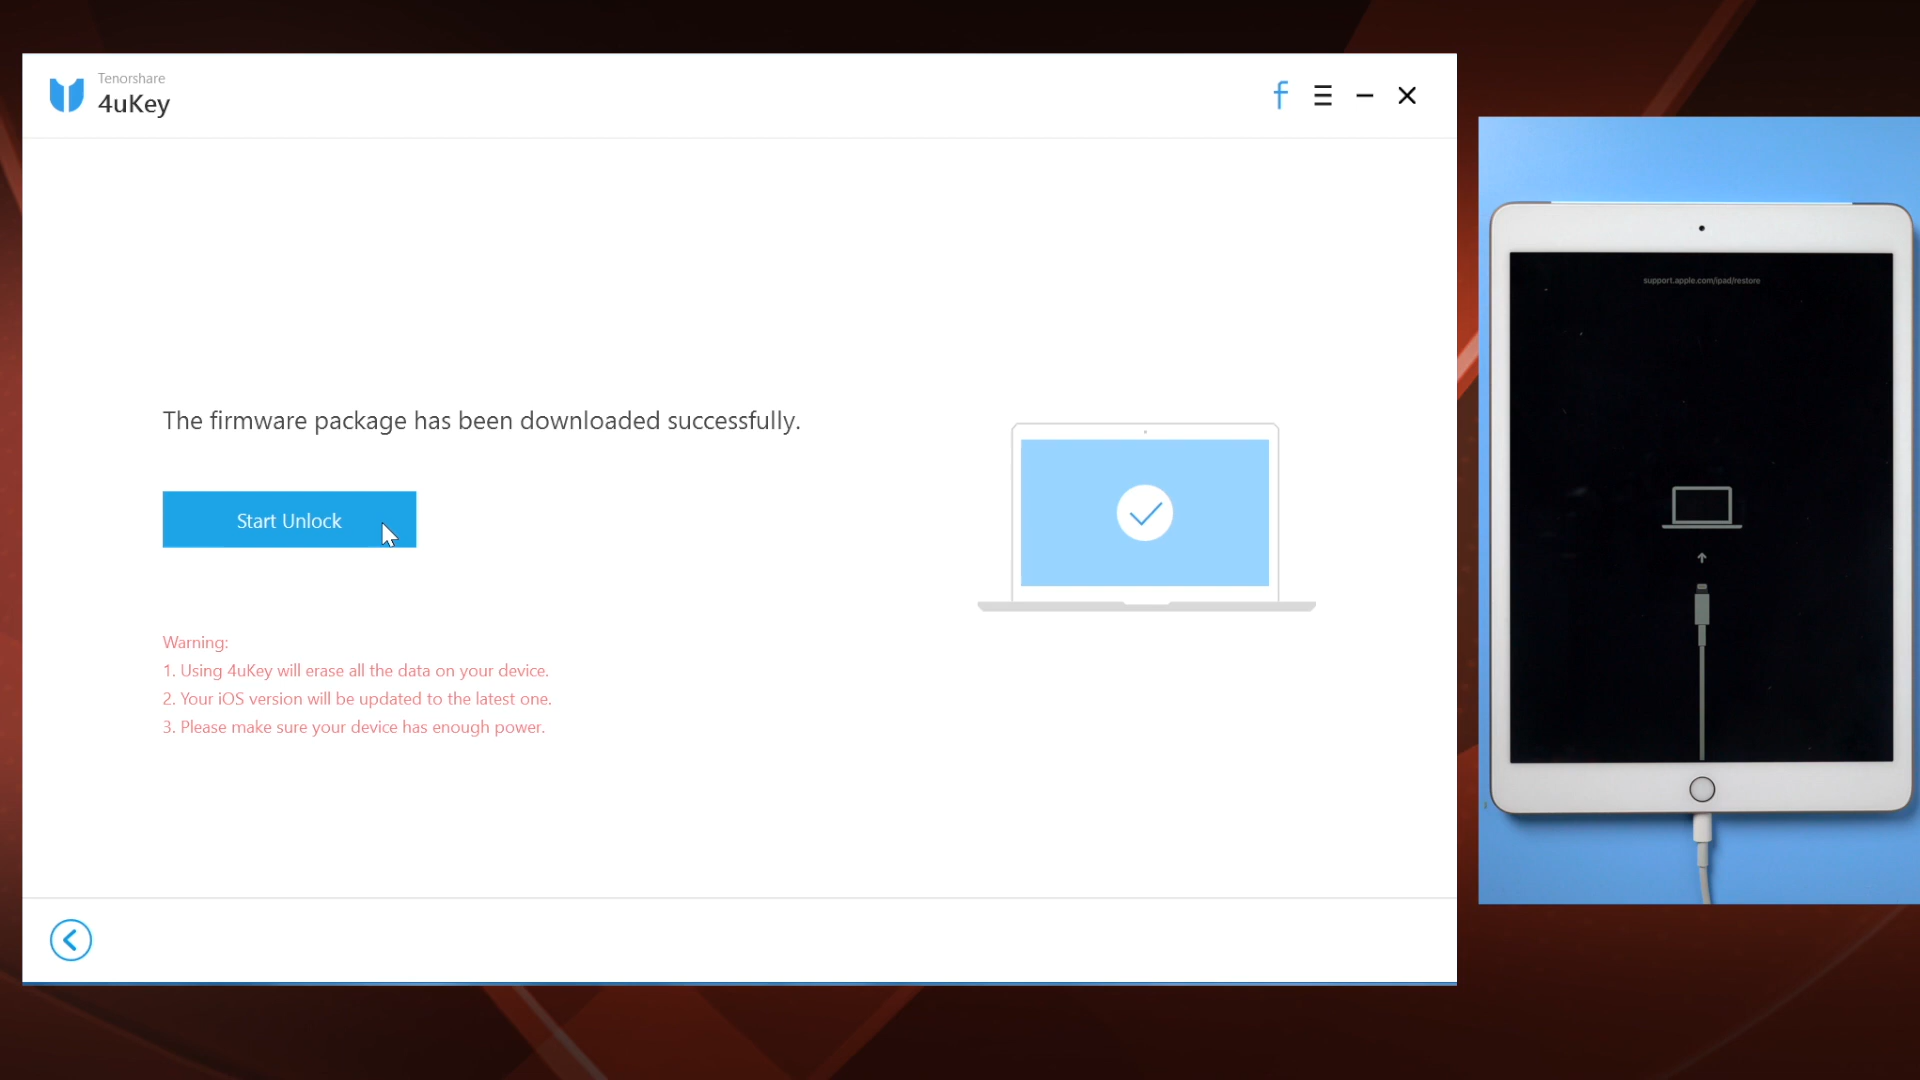 Tenorshare
4uKey
The firmware package has been downloaded successfully.
Start Unlock
Warning:
1. Using 4uKey will erase all the data on your device.
2. Your iOS version will be updated to the latest one.
3. Please make sure your device has enough power.
support.apple.com/ipad/restore